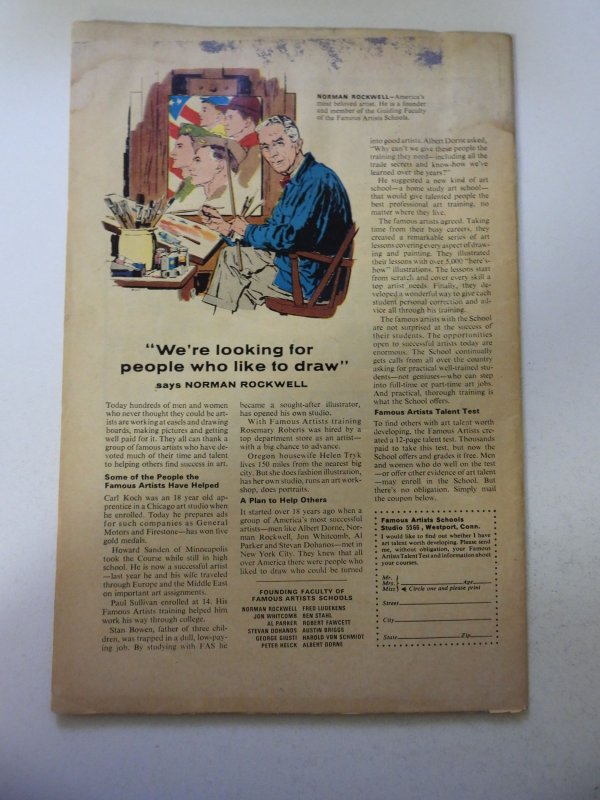 NORMAN ROCKWELL—America's
most beloved artist. He is a founder
and member of the Guiding Faculty
of the Famous Artists Schools.
"We're looking for
people who like to draw"
says NORMAN ROCKWELL
Today hundreds of men and women
who never thought they could be art-
ists are working at easels and drawing
boards, making pictures and getting
well paid for it. They all can thank a
group of famous artists who have de-
voted much of their time and talent
to helping others find success in art.
Some of the People the
Famous Artists Have Helped
Carl Koch was an 18 year old ap-
prentice in a Chicago art studio when
he enrolled. Today he prepares ads
for such companies as General
Motors and Firestone—has won five
gold medals.
Howard Sanden of Minneapolis
took the Course while still in high
school. He is now a successful artist
—last year he and his wife traveled
through Europe and the Middle East
on important art assignments.
Paul Sullivan enrolled at 14. His
Famous Artists training helped him
work his way through college.
Stan Bowen, father of three chil-
dren, was trapped in a dull, low-pay-
ing job. By studying with FAS he
became a sought-after illustrator,
has opened his own studio.
With Famous Artists training
Rosemary Roberts was hired by a
top department store as an artist—
with a big chance to advance.
Oregon housewife Helen Tryk
lives 150 miles from the nearest big
city. But she does fashion illustration,
has her own studio, runs an art work-
shop, does portraits.
A Plan to Help Others
It started over 18 years ago when a
group of America's most successful
artists—men like Albert Dorne, Nor-
man Rockwell, Jon Whitcomb, Al
Parker and Stevan Dohanos—met in
New York City. They knew that all
over America there were people who
liked to draw who could be turned
FOUNDING FACULTY OF
FAMOUS ARTISTS SCHOOLS
NORMAN ROCKWELL FRED LUDEKENS
JON WHITCOMB BEN STAHL
AL PARKER ROBERT FAWCETT
STEVAN DOHANOS AUSTIN BRIGGS
GEORGE GIUSTI HAROLD VON SCHMIDT
PETER HELCK ALBERT DORNE
into good artists. Albert Dorne asked,
"Why can't we give these people the
training they need—including all the
trade secrets and know-how we've
learned over the years?"
He suggested a new kind of art
school—a home study art school—
that would give talented people the
best professional art training, no
matter where they live.
The famous artists agreed. Taking
time from their busy careers, they
created a remarkable series of art
lessons covering every aspect of draw-
ing and painting. They illustrated
their lessons with over 5,000 "here's-
how" illustrations. The lessons start
from scratch and cover every skill a
top artist needs. Finally, they de-
veloped a wonderful way to give each
student personal correction and ad-
vice all through his training.
The famous artists with the School
are not surprised at the success of
their students. The opportunities
open to successful artists today are
enormous. The School continually
gets calls from all over the country
asking for practical well-trained stu-
dents—not geniuses—who can step
into full-time or part-time art jobs.
And practical, thorough training is
what the School offers.
Famous Artists Talent Test
To find others with art talent worth
developing, the Famous Artists cre-
ated a 12-page talent test. Thousands
paid to take this test, but now the
School offers and grades it free. Men
and women who do well on the test
—or offer other evidence of art talent
—may enroll in the School. But
there's no obligation. Simply mail
the coupon below.
Famous Artists Schools
Studio 5566, Westport, Conn.
I would like to find out whether I have
art talent worth developing. Please send
me, without obligation, your Famous
Artists Talent Test and information about
your courses.
Mr.
Mrs. Age
Miss Circle one and please print
Street
City
State Zip